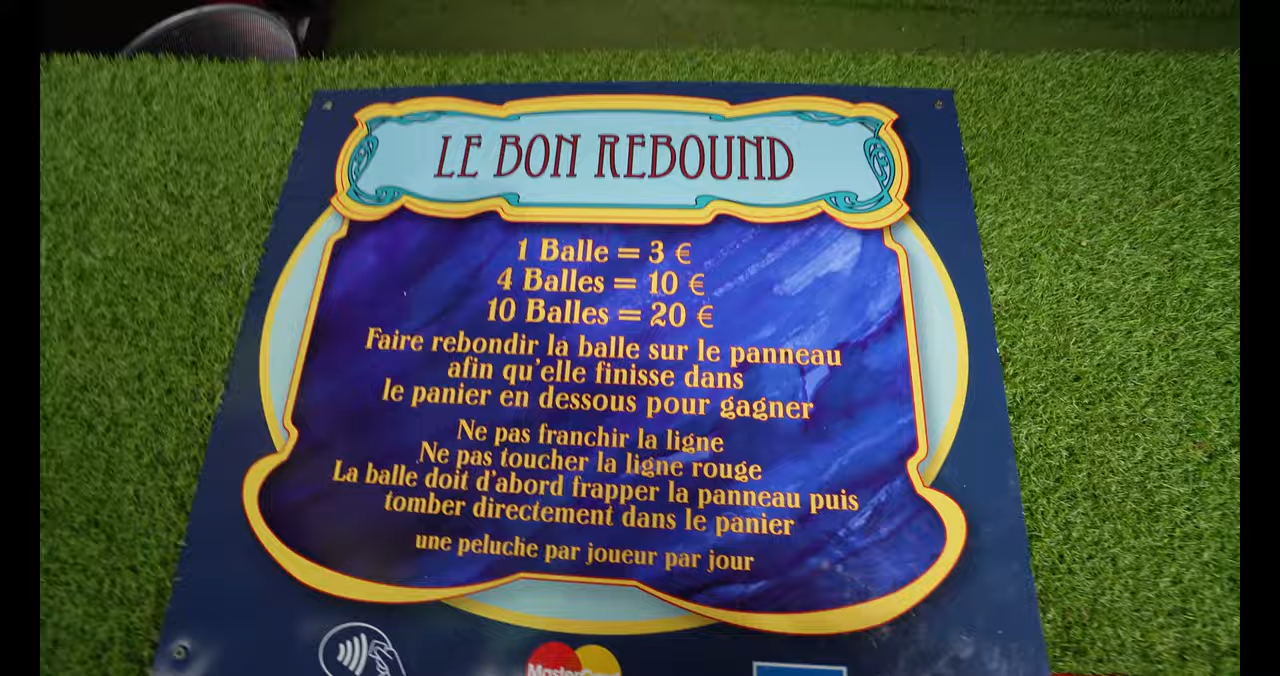 LE BON REBOUND
1 Balle = 3 €
4 Balles = 10 €
10 Balles = 20 €
Faire rebondir la balle sur le panneau
afin qu'elle finisse dans
le panier en dessous pour gagner
Ne pas franchir la ligne
Ne pas toucher la ligne rouge
La balle doit d'abord frapper la panneau puis
tomber directement dans le panier
une peluche par joueur par jour